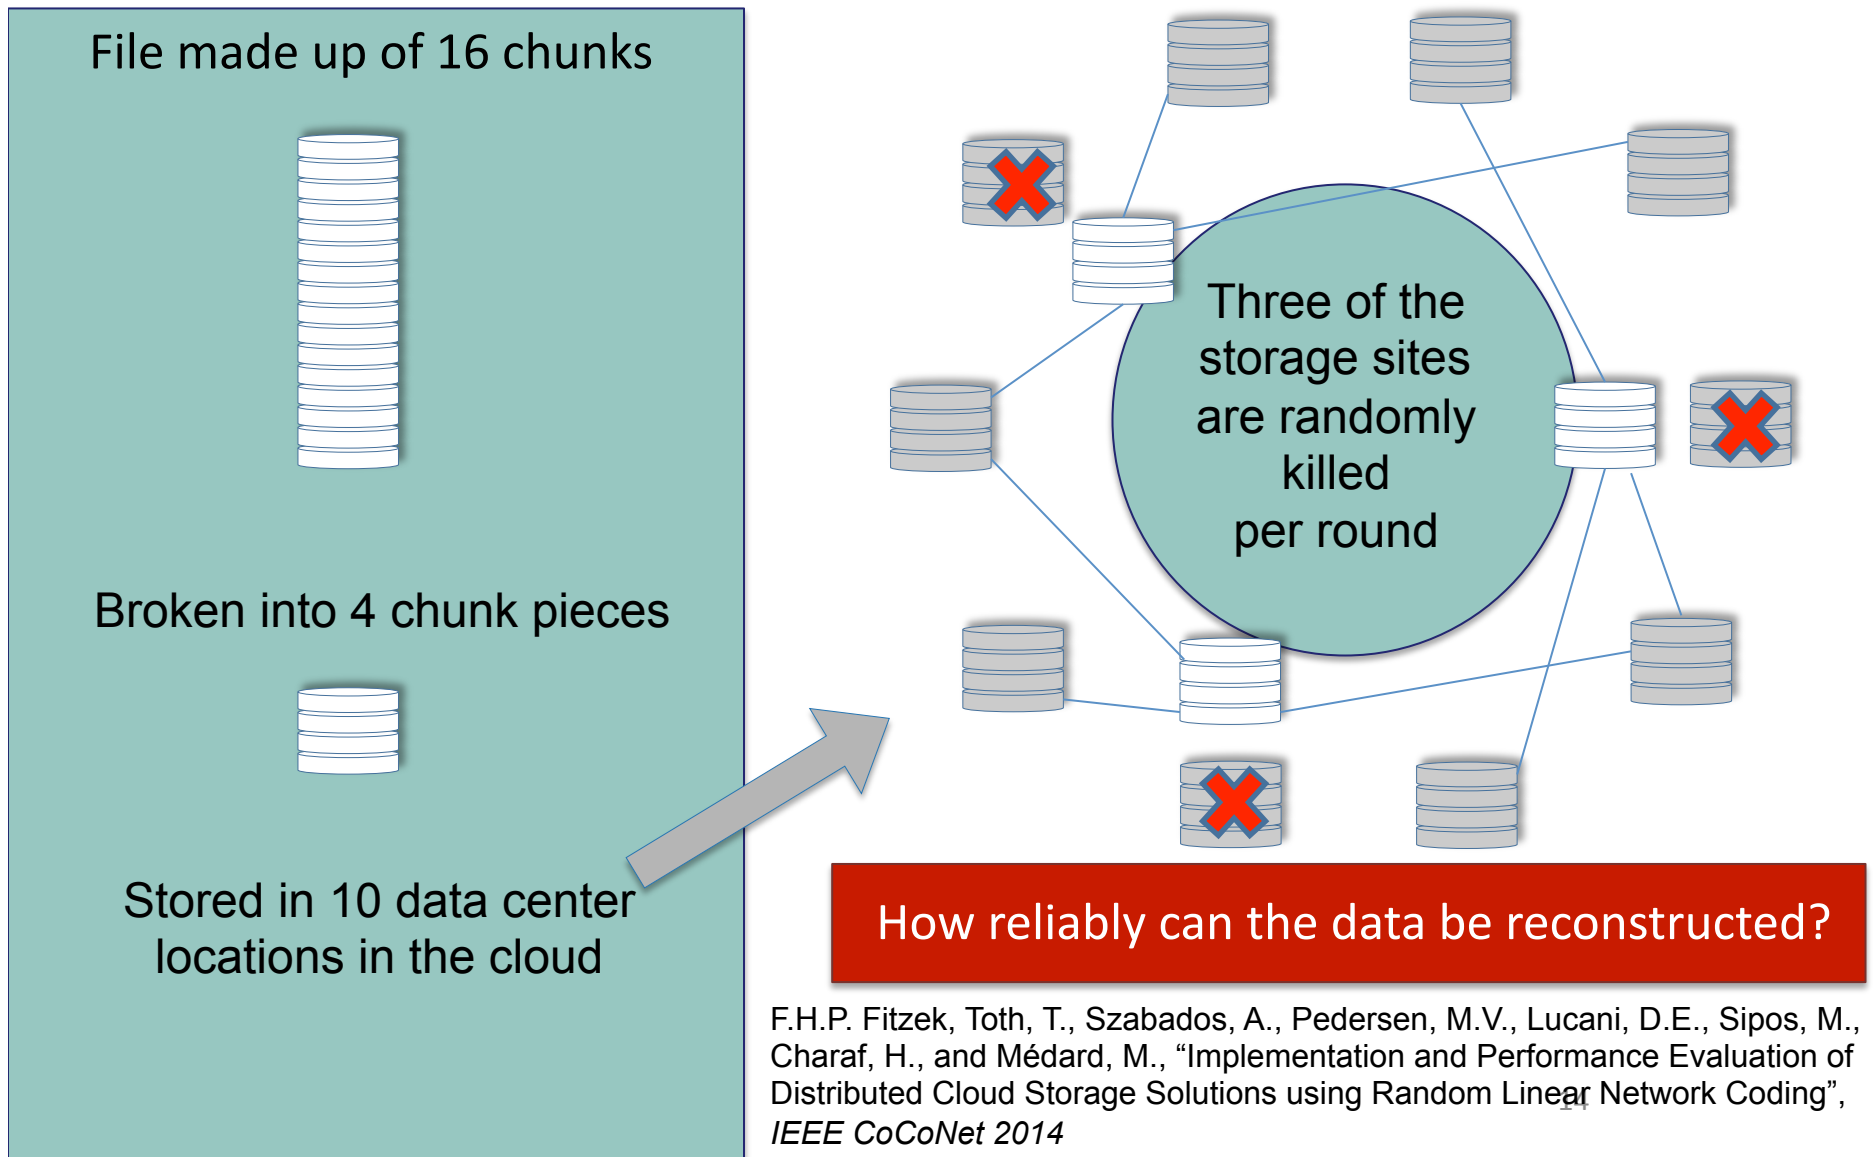 File made up of 16 chunks
Broken into 4 chunk pieces
Stored in 10 data center
locations in the cloud
Three of the
storage sites
are randomly
killed
per round
How reliably can the data be reconstructed?
F.H.P. Fitzek, Toth, T., Szabados, A., Pedersen, M.V., Lucani, D.E., Sipos, M.,
Charaf, H., and Médard, M., “Implementation and Performance Evaluation of
Distributed Cloud Storage Solutions using Random Linear Network Coding”,
IEEE CoCoNet 2014
14